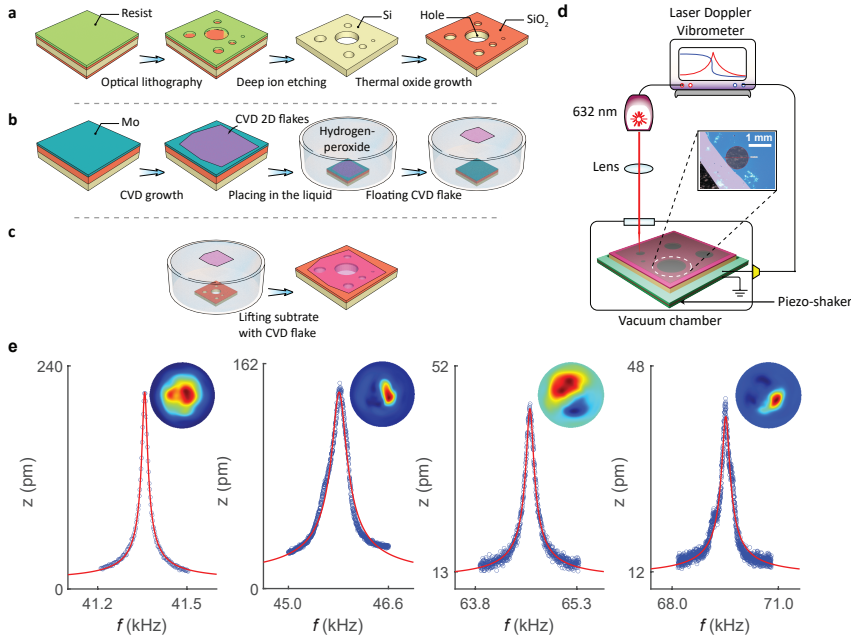 a
Resist
Si
Hole
SiO2
Optical lithography
Deep ion etching
Thermal oxide growth
b
Mo
CVD 2D flakes
Hydrogen-
peroxide
CVD growth
Placing in the liquid
Floating CVD flake
c
Lifting subtrate
with CVD flake
d
Laser Doppler
Vibrometer
632 nm
Lens
1 mm
Piezo-shaker
Vacuum chamber
e
240
z (pm)
0
41.2
41.5
f (kHz)
162
z (pm)
0
45.0
46.6
f (kHz)
52
z (pm)
13
63.8
65.3
f (kHz)
48
z (pm)
12
68.0
71.0
f (kHz)